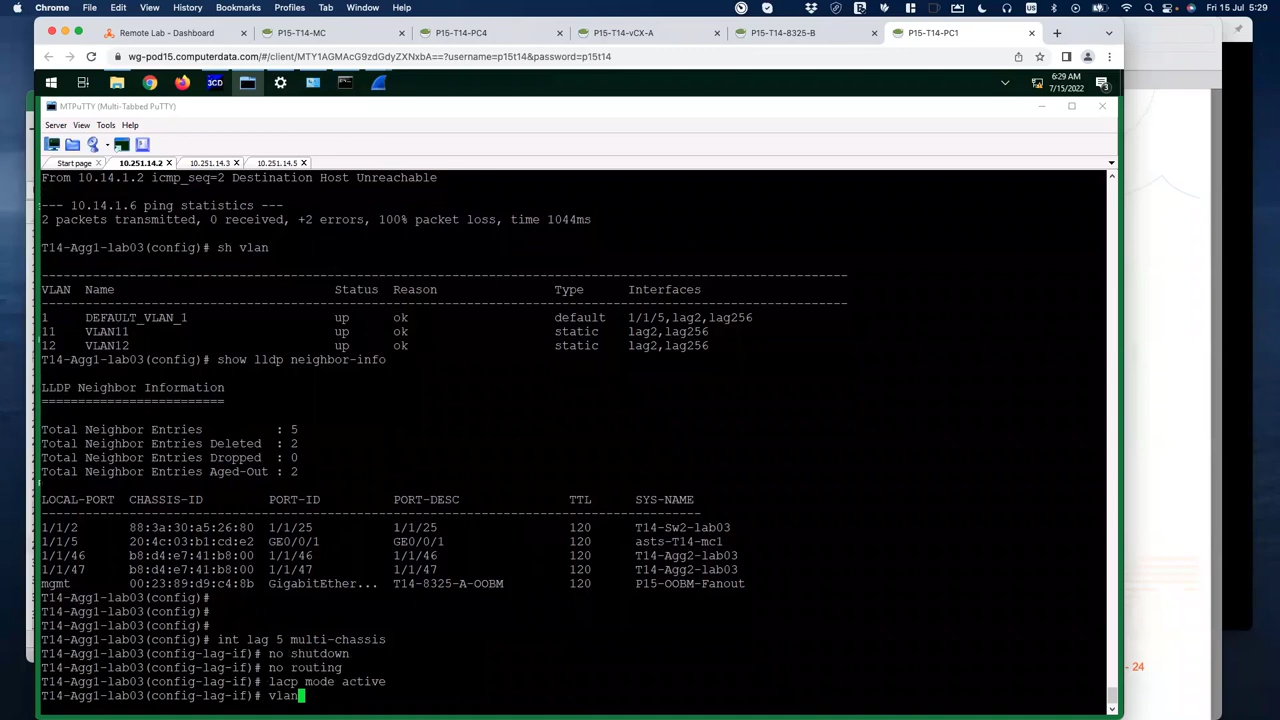 Chrome File Edit View History Bookmarks Profiles Tab Window Help Fri 15 Jul 5:29
Remote Lab - Dashboard P15-T14-MC P15-T14-PC4 P15-T14-vCX-A P15-T14-8325-B P15-T14-PC1
wg-pod15.computerdata.com/#/client/MTY1AGMAcG9zdGdyZXNxbA==?username=p15t14&password=p15t14
3CD 6:29 AM
7/15/2022 3
MTPuTTY (Multi-Tabbed PuTTY)
Server View Tools Help
Start page 10.251.14.2 10.251.14.3 10.251.14.5
From 10.14.1.2 icmp_seq=2 Destination Host Unreachable
--- 10.14.1.6 ping statistics ---
2 packets transmitted, 0 received, +2 errors, 100% packet loss, time 1044ms
T14-Agg1-lab03(config)# sh vlan
VLAN Name Status Reason Type Interfaces
1 DEFAULT_VLAN_1 up ok default 1/1/5,lag2,lag256
11 VLAN11 up ok static lag2,lag256
12 VLAN12 up ok static lag2,lag256
T14-Agg1-lab03(config)# show lldp neighbor-info
LLDP Neighbor Information
=========================
Total Neighbor Entries : 5
Total Neighbor Entries Deleted : 2
Total Neighbor Entries Dropped : 0
Total Neighbor Entries Aged-Out : 2
LOCAL-PORT CHASSIS-ID PORT-ID PORT-DESC TTL SYS-NAME
1/1/2 88:3a:30:a5:26:80 1/1/25 1/1/25 120 T14-Sw2-lab03
1/1/5 20:4c:03:b1:cd:e2 GE0/0/1 GE0/0/1 120 asts-T14-mc1
1/1/46 b8:d4:e7:41:b8:00 1/1/46 1/1/46 120 T14-Agg2-lab03
1/1/47 b8:d4:e7:41:b8:00 1/1/47 1/1/47 120 T14-Agg2-lab03
mgmt 00:23:89:d9:c4:8b GigabitEther... T14-8325-A-OOBM 120 P15-OOBM-Fanout
T14-Agg1-lab03(config)#
T14-Agg1-lab03(config)#
T14-Agg1-lab03(config)#
T14-Agg1-lab03(config)# int lag 5 multi-chassis
T14-Agg1-lab03(config-lag-if)# no shutdown
T14-Agg1-lab03(config-lag-if)# no routing
T14-Agg1-lab03(config-lag-if)# lacp mode active
T14-Agg1-lab03(config-lag-if)# vlan
- 24